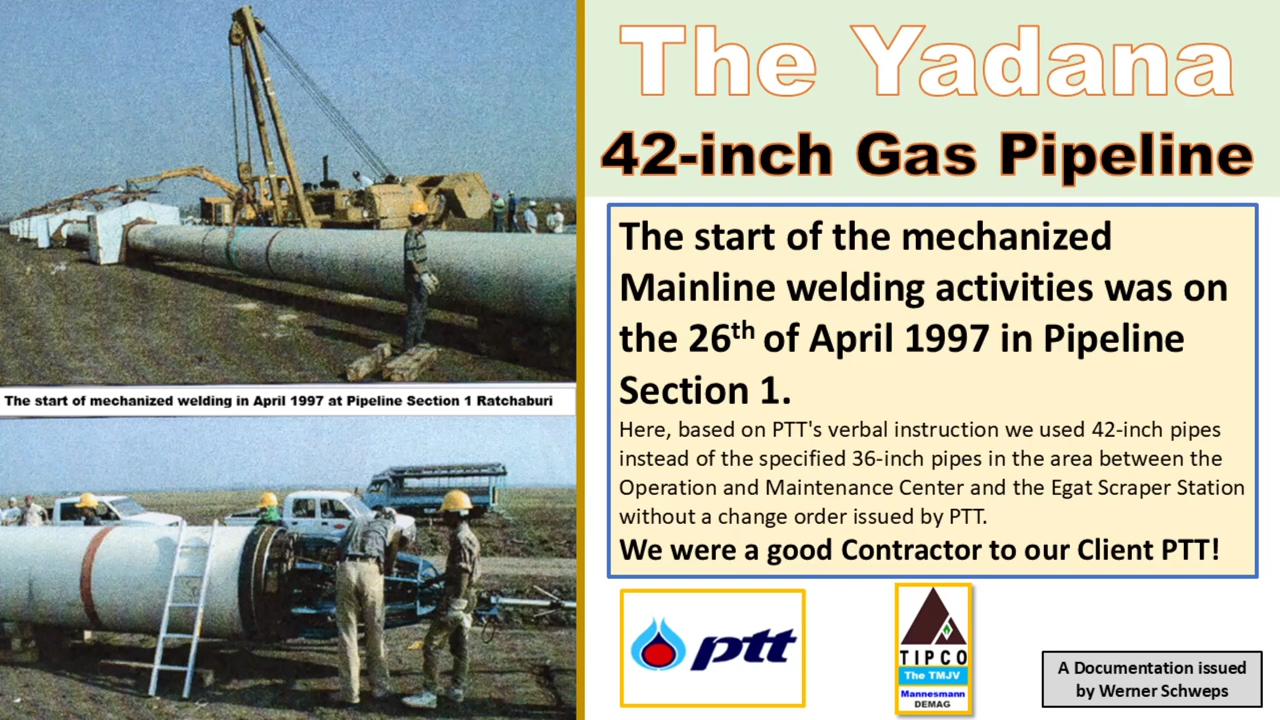 The Yadana
42-inch Gas Pipeline
The start of the mechanized
Mainline welding activities was on
the 26th of April 1997 in Pipeline
Section 1.
Here, based on PTT's verbal instruction we used 42-inch pipes
instead of the specified 36-inch pipes in the area between the
Operation and Maintenance Center and the Egat Scraper Station
without a change order issued by PTT.
We were a good Contractor to our Client PTT!
The start of mechanized welding in April 1997 at Pipeline Section 1 Ratchaburi
ptt
TIPCO
The TMJV
Mannesmann
DEMAG
A Documentation issued
by Werner Schweps